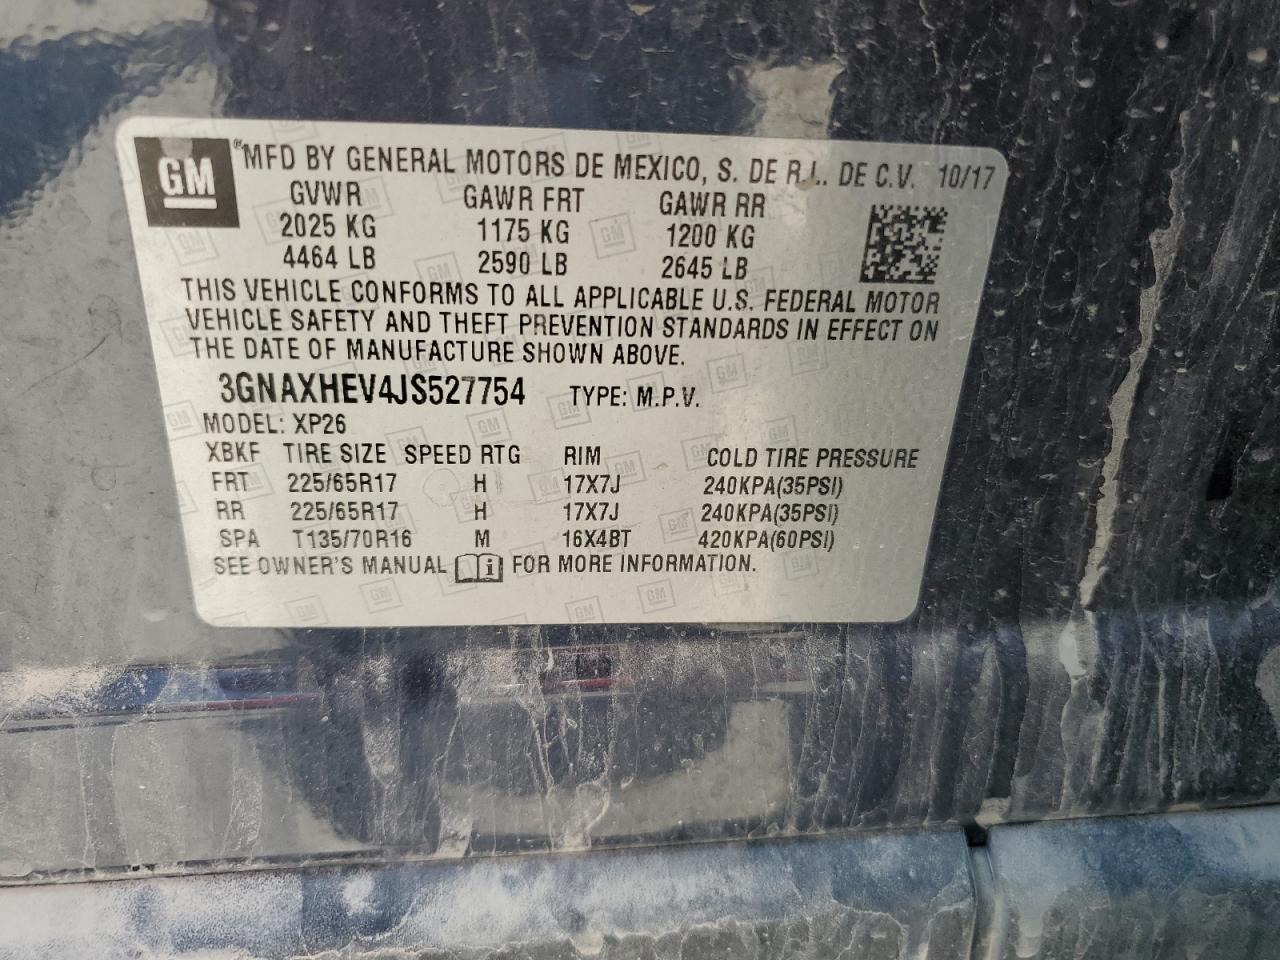 GM ® MFD BY GENERAL MOTORS DE MEXICO, S. DE R.L. DE C.V. 10/17
GVWR GAWR FRT GAWR RR
2025 KG 1175 KG 1200 KG
4464 LB 2590 LB 2645 LB
THIS VEHICLE CONFORMS TO ALL APPLICABLE U.S. FEDERAL MOTOR
VEHICLE SAFETY AND THEFT PREVENTION STANDARDS IN EFFECT ON
THE DATE OF MANUFACTURE SHOWN ABOVE.
3GNAXHEV4JS527754 TYPE: M.P.V.
MODEL: XP26
XBKF TIRE SIZE SPEED RTG RIM COLD TIRE PRESSURE
FRT 225/65R17 H 17X7J 240KPA(35PSI)
RR 225/65R17 H 17X7J 240KPA(35PSI)
SPA T135/70R16 M 16X4BT 420KPA(60PSI)
SEE OWNER'S MANUAL i FOR MORE INFORMATION.